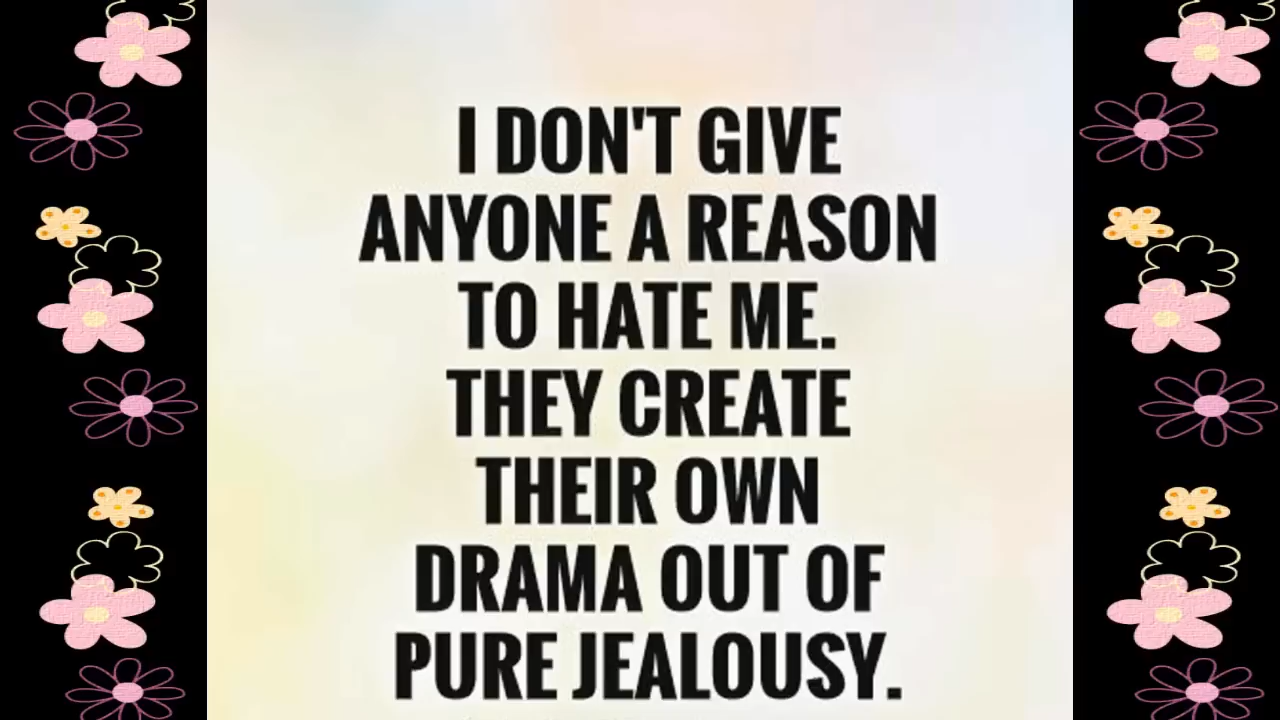 I DON'T GIVE
ANYONE A REASON
TO HATE ME.
THEY CREATE
THEIR OWN
DRAMA OUT OF
PURE JEALOUSY.